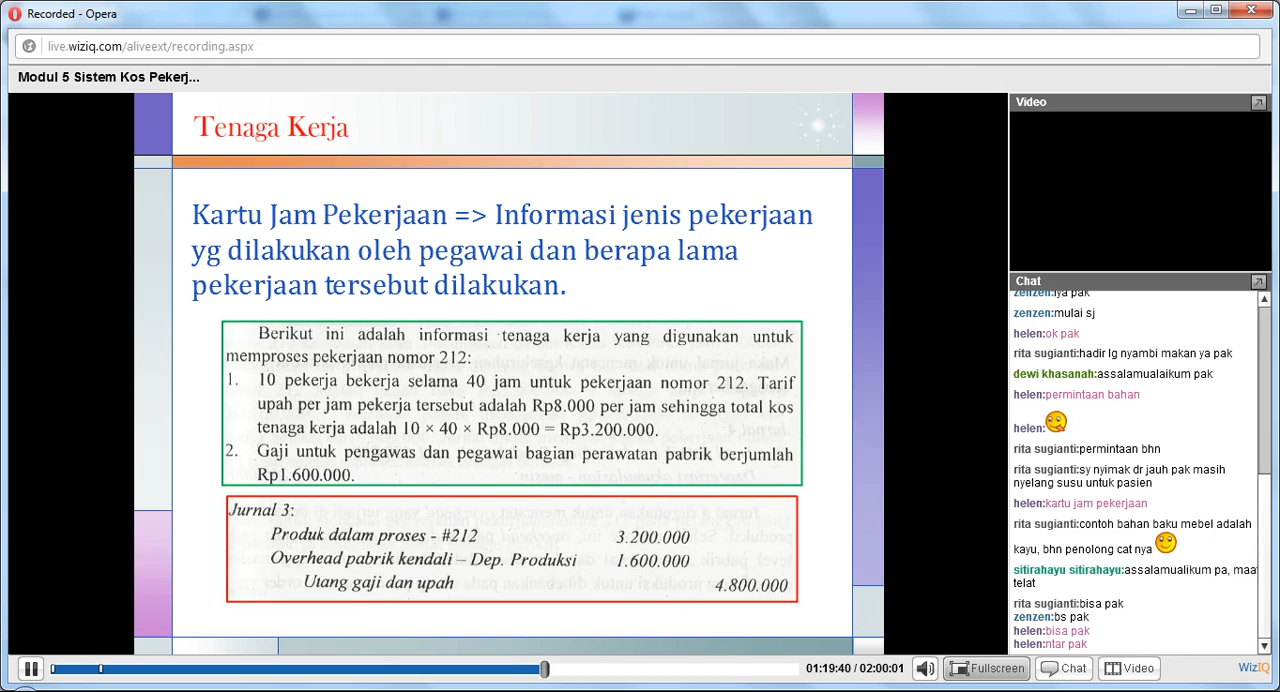 Recorded - Opera
live.wiziq.com/aliveext/recording.aspx
Modul 5 Sistem Kos Pekerj...
Tenaga Kerja
Kartu Jam Pekerjaan => Informasi jenis pekerjaan
yg dilakukan oleh pegawai dan berapa lama
pekerjaan tersebut dilakukan.
Berikut ini adalah informasi tenaga kerja yang digunakan untuk
memproses pekerjaan nomor 212:
1. 10 pekerja bekerja selama 40 jam untuk pekerjaan nomor 212. Tarif
upah per jam pekerja tersebut adalah Rp8.000 per jam sehingga total kos
tenaga kerja adalah 10 × 40 × Rp8.000 = Rp3.200.000.
2. Gaji untuk pengawas dan pegawai bagian perawatan pabrik berjumlah
Rp1.600.000.
Jurnal 3:
Produk dalam proses - #212 3.200.000
Overhead pabrik kendali – Dep. Produksi 1.600.000
Utang gaji dan upah 4.800.000
Video
Chat
zenzen:iya pak
zenzen:mulai sj
helen:ok pak
rita sugianti:hadir lg nyambi makan ya pak
dewi khasanah:assalamualaikum pak
helen:permintaan bahan
helen:
rita sugianti:permintaan bhn
rita sugianti:sy nyimak dr jauh pak masih
nyelang susu untuk pasien
helen:kartu jam pekerjaan
rita sugianti:contoh bahan baku mebel adalah
kayu, bhn penolong cat nya
sitirahayu sitirahayu:assalamualikum pa, maa
telat
rita sugianti:bisa pak
zenzen:bs pak
helen:bisa pak
helen:ntar pak
01:19:40 / 02:00:01
Fullscreen
Chat
Video
WizIQ